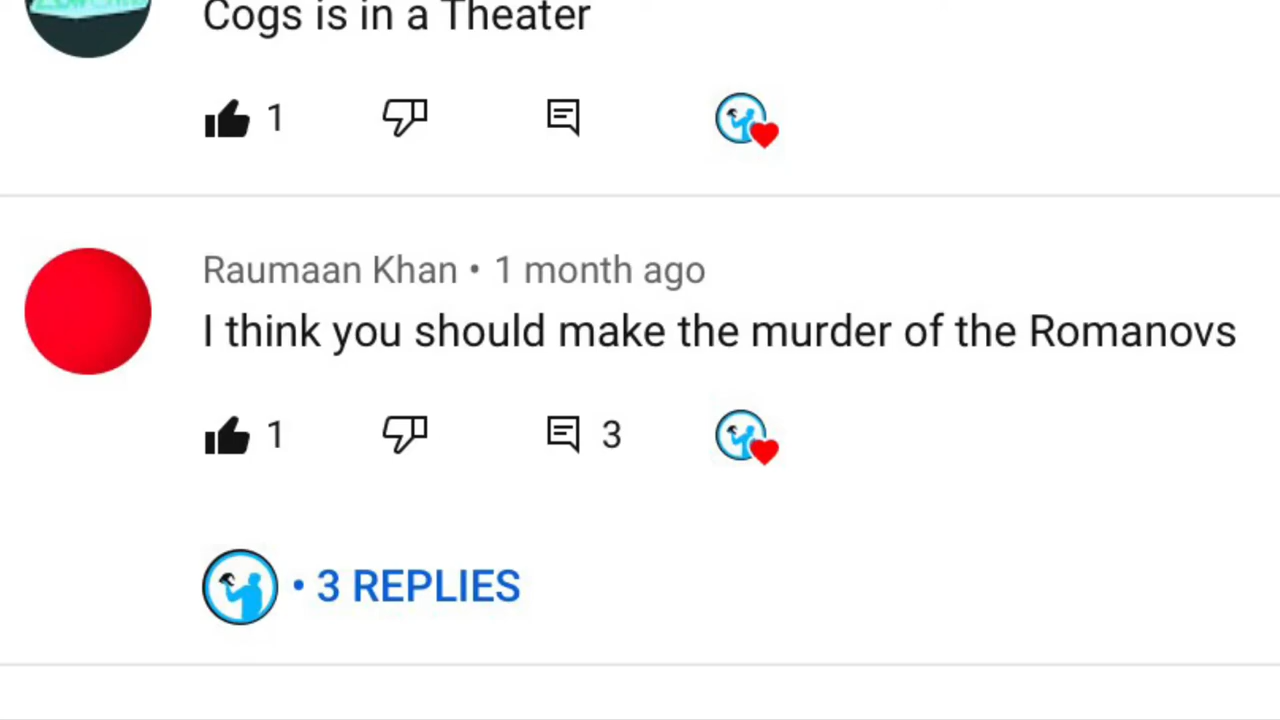 Cogs is in a Theater
1
Raumaan Khan • 1 month ago
I think you should make the murder of the Romanovs
1 3
• 3 REPLIES